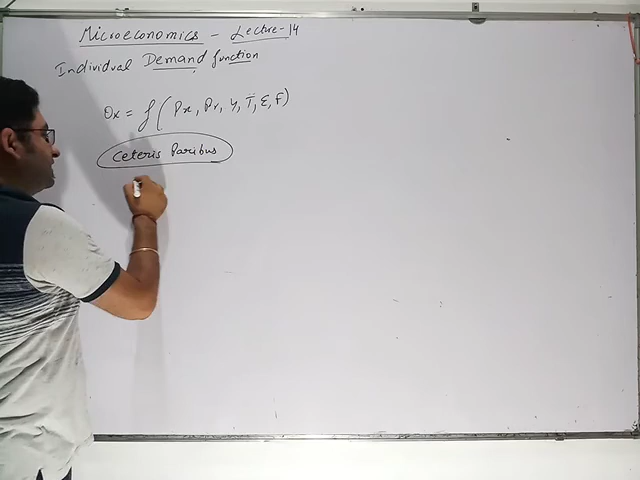 Microeconomics - Lecture-14
Individual Demand function
Dx = f (Px, Pr, Y, T, E, F)
Ceteris Paribus